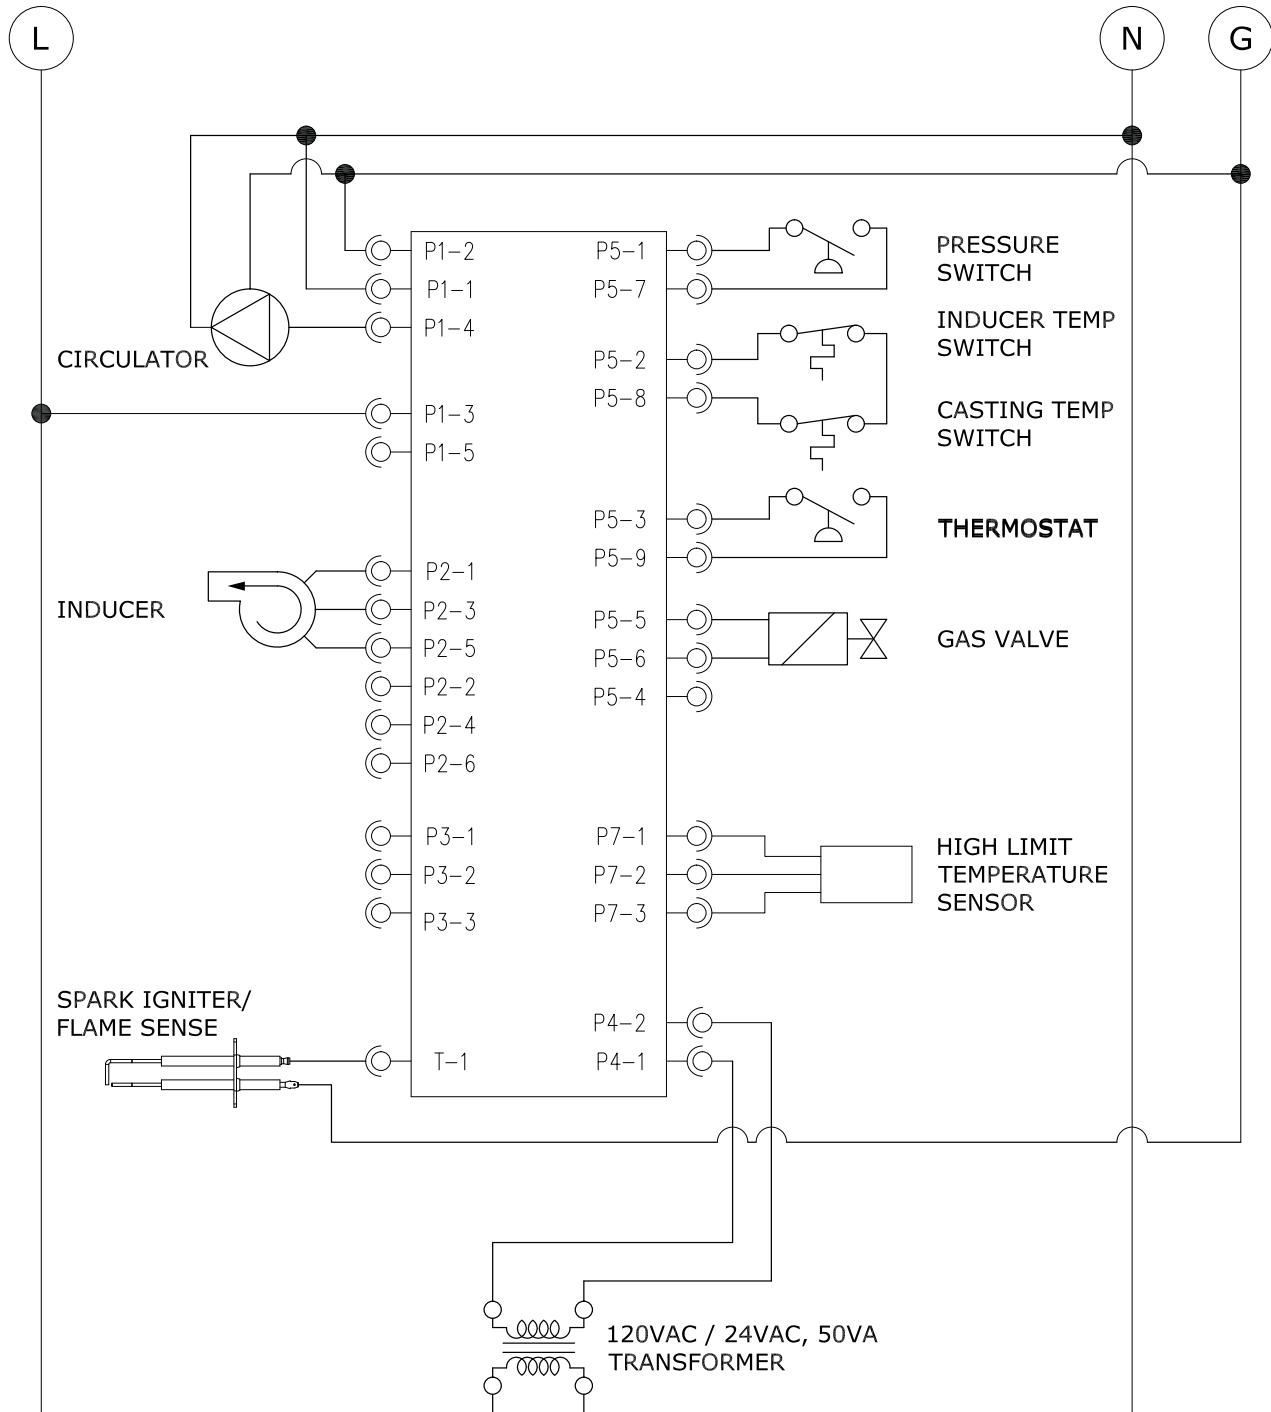 L
N
G
P1-2
P5-1
PRESSURE
SWITCH
P1-1
P5-7
P1-4
INDUCER TEMP
SWITCH
CIRCULATOR
P5-2
P5-8
P1-3
CASTING TEMP
SWITCH
P1-5
P5-3
THERMOSTAT
P5-9
P2-1
INDUCER
P2-3
P5-5
GAS VALVE
P2-5
P5-6
P2-2
P5-4
P2-4
P2-6
P3-1
P7-1
HIGH LIMIT
TEMPERATURE
SENSOR
P3-2
P7-2
P3-3
P7-3
SPARK IGNITER/
FLAME SENSE
P4-2
T-1
P4-1
120VAC / 24VAC, 50VA
TRANSFORMER